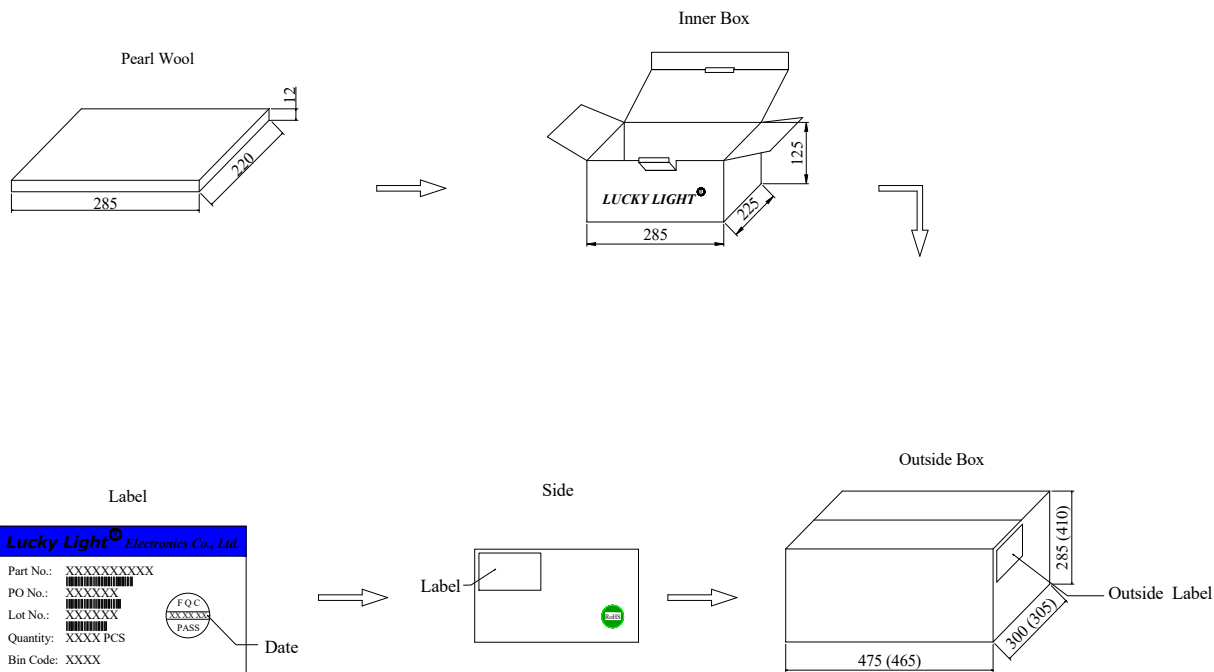 Inner Box
Pearl Wool
12
220
285
125
LUCKY LIGHT
225
285
Outside Box
Label
Side
Lucky Light Electronics Co., Ltd.
Part No.: XXXXXXXXXX
PO No.: XXXXXX
Lot No.: XXXXXX
Quantity: XXXX PCS
Bin Code: XXXX
FQC
XXXXXX
PASS
Date
Label
RoHS
285 (410)
Outside Label
300 (305)
475 (465)